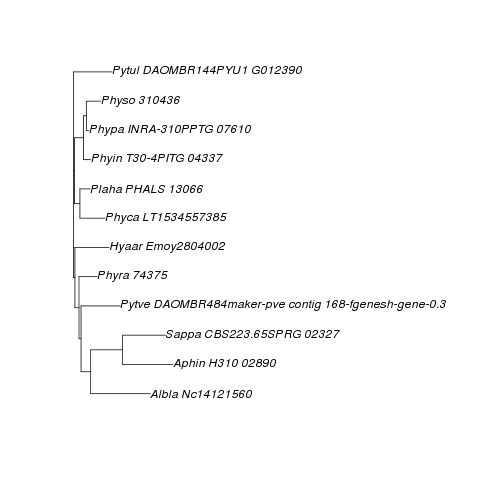 Pytul DAOMBR144PYU1 G012390
Physo 310436
Phypa INRA-310PPTG 07610
Phyin T30-4PITG 04337
Plaha PHALS 13066
Phyca LT1534557385
Hyaar Emoy2804002
Phyra 74375
Pytve DAOMBR484maker-pve contig 168-fgenesh-gene-0.3
Sappa CBS223.65SPRG 02327
Aphin H310 02890
Albla Nc14121560